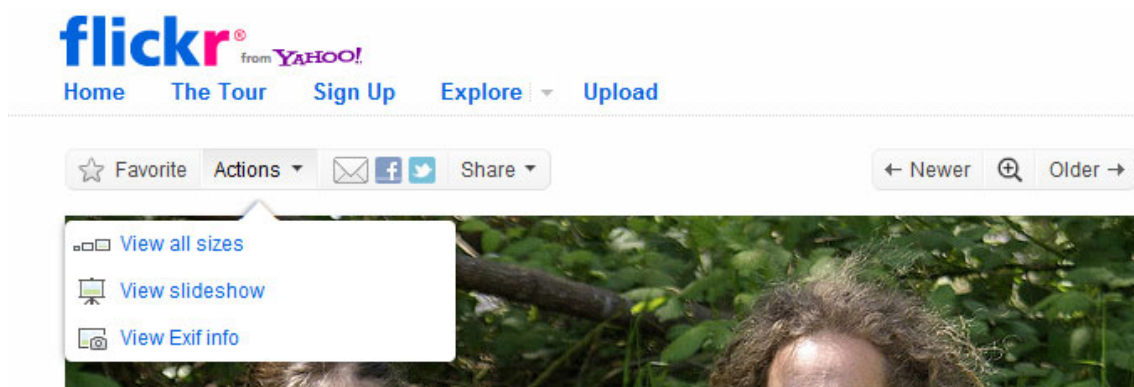 flickr® from YAHOO!
Home The Tour Sign Up Explore Upload
Favorite Actions Share ← Newer Older →
View all sizes
View slideshow
View Exif info